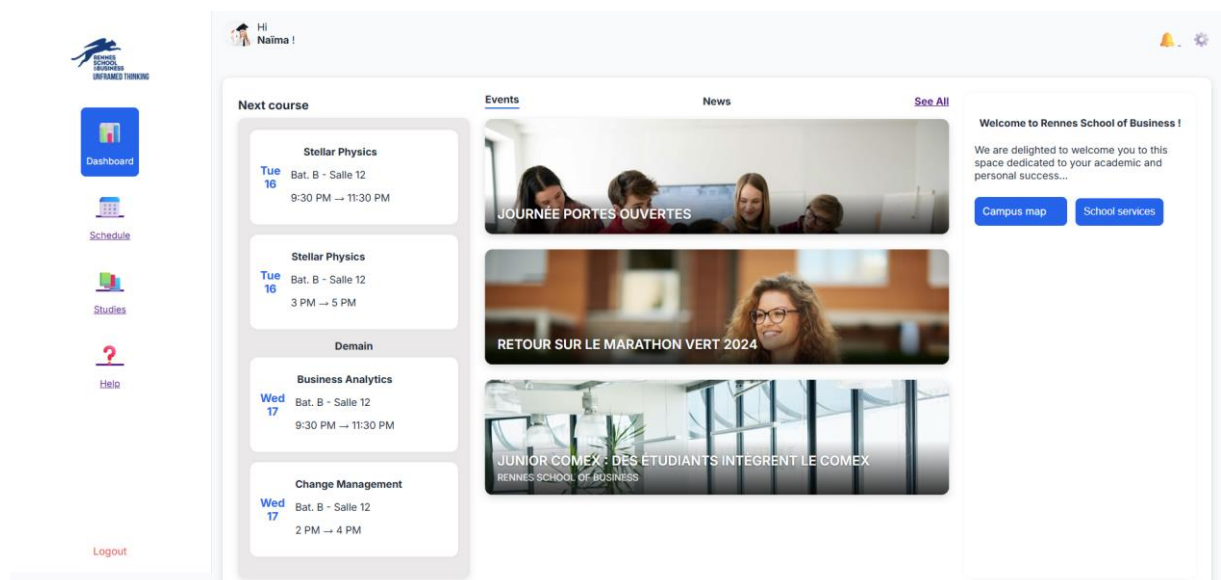 RENNES
SCHOOL
OF BUSINESS
UNFRAMED THINKING
Dashboard
Schedule
Studies
Help
Logout
Hi
Naïma !
Next course
Stellar Physics
Tue
16
Bat. B - Salle 12
9:30 PM → 11:30 PM
Stellar Physics
Tue
16
Bat. B - Salle 12
3 PM → 5 PM
Demain
Business Analytics
Wed
17
Bat. B - Salle 12
9:30 PM → 11:30 PM
Change Management
Wed
17
Bat. B - Salle 12
2 PM → 4 PM
Events
News
See All
JOURNÉE PORTES OUVERTES
RETOUR SUR LE MARATHON VERT 2024
JUNIOR COMEX : DES ÉTUDIANTS INTÈGRENT LE COMEX
RENNES SCHOOL OF BUSINESS
Welcome to Rennes School of Business !
We are delighted to welcome you to this
space dedicated to your academic and
personal success...
Campus map
School services